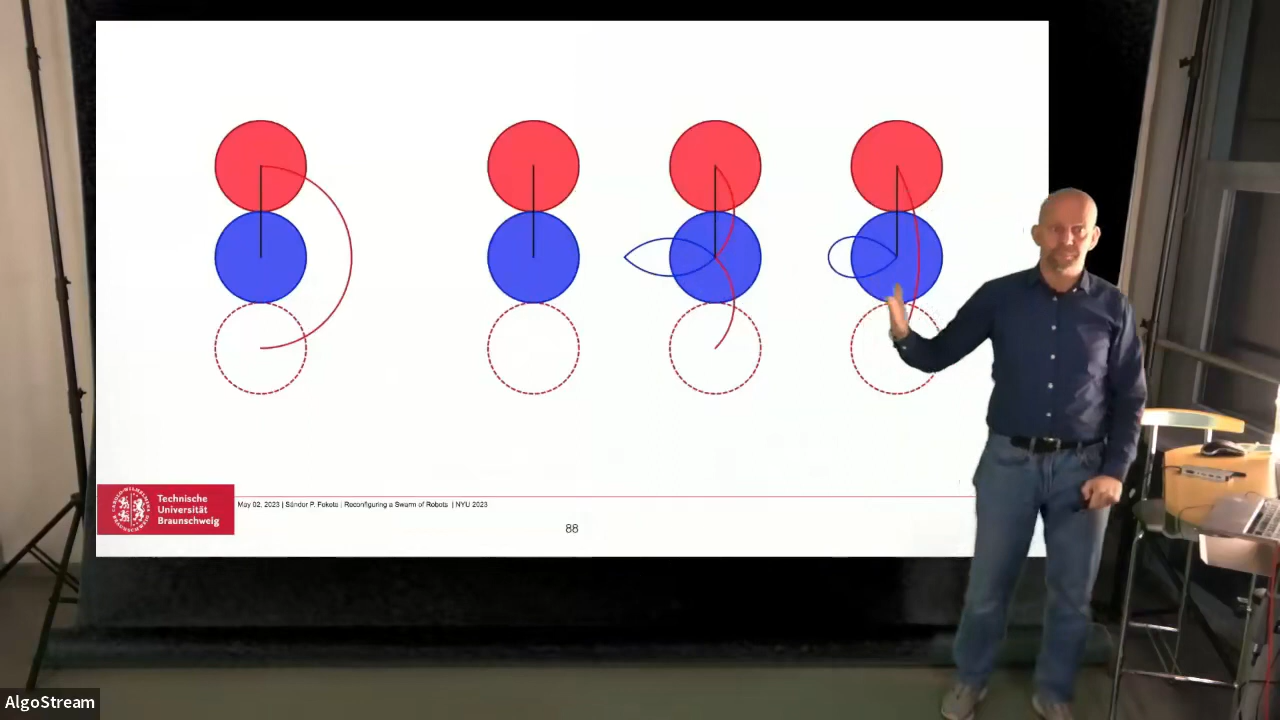 Technische
Universität
Braunschweig
May 02, 2023 | Sándor P. Fekete | Reconfiguring a Swarm of Robots | NYU 2023
88
AlgoStream